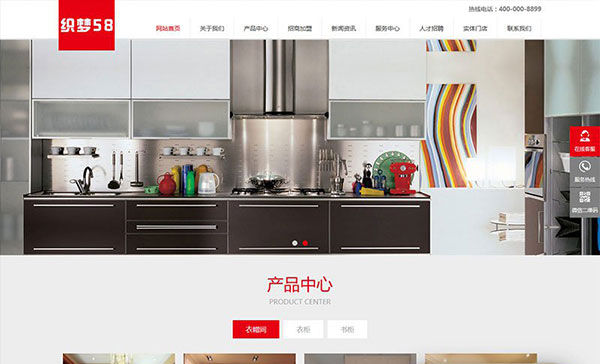 热线电话：400-000-8899
织梦58
网站首页 关于我们 产品中心 招商加盟 新闻资讯 服务中心 人才招聘 实体门店 联系我们
在线客服
服务热线
微信二维码
产品中心
PRODUCT CENTER
衣帽间 衣柜 书柜